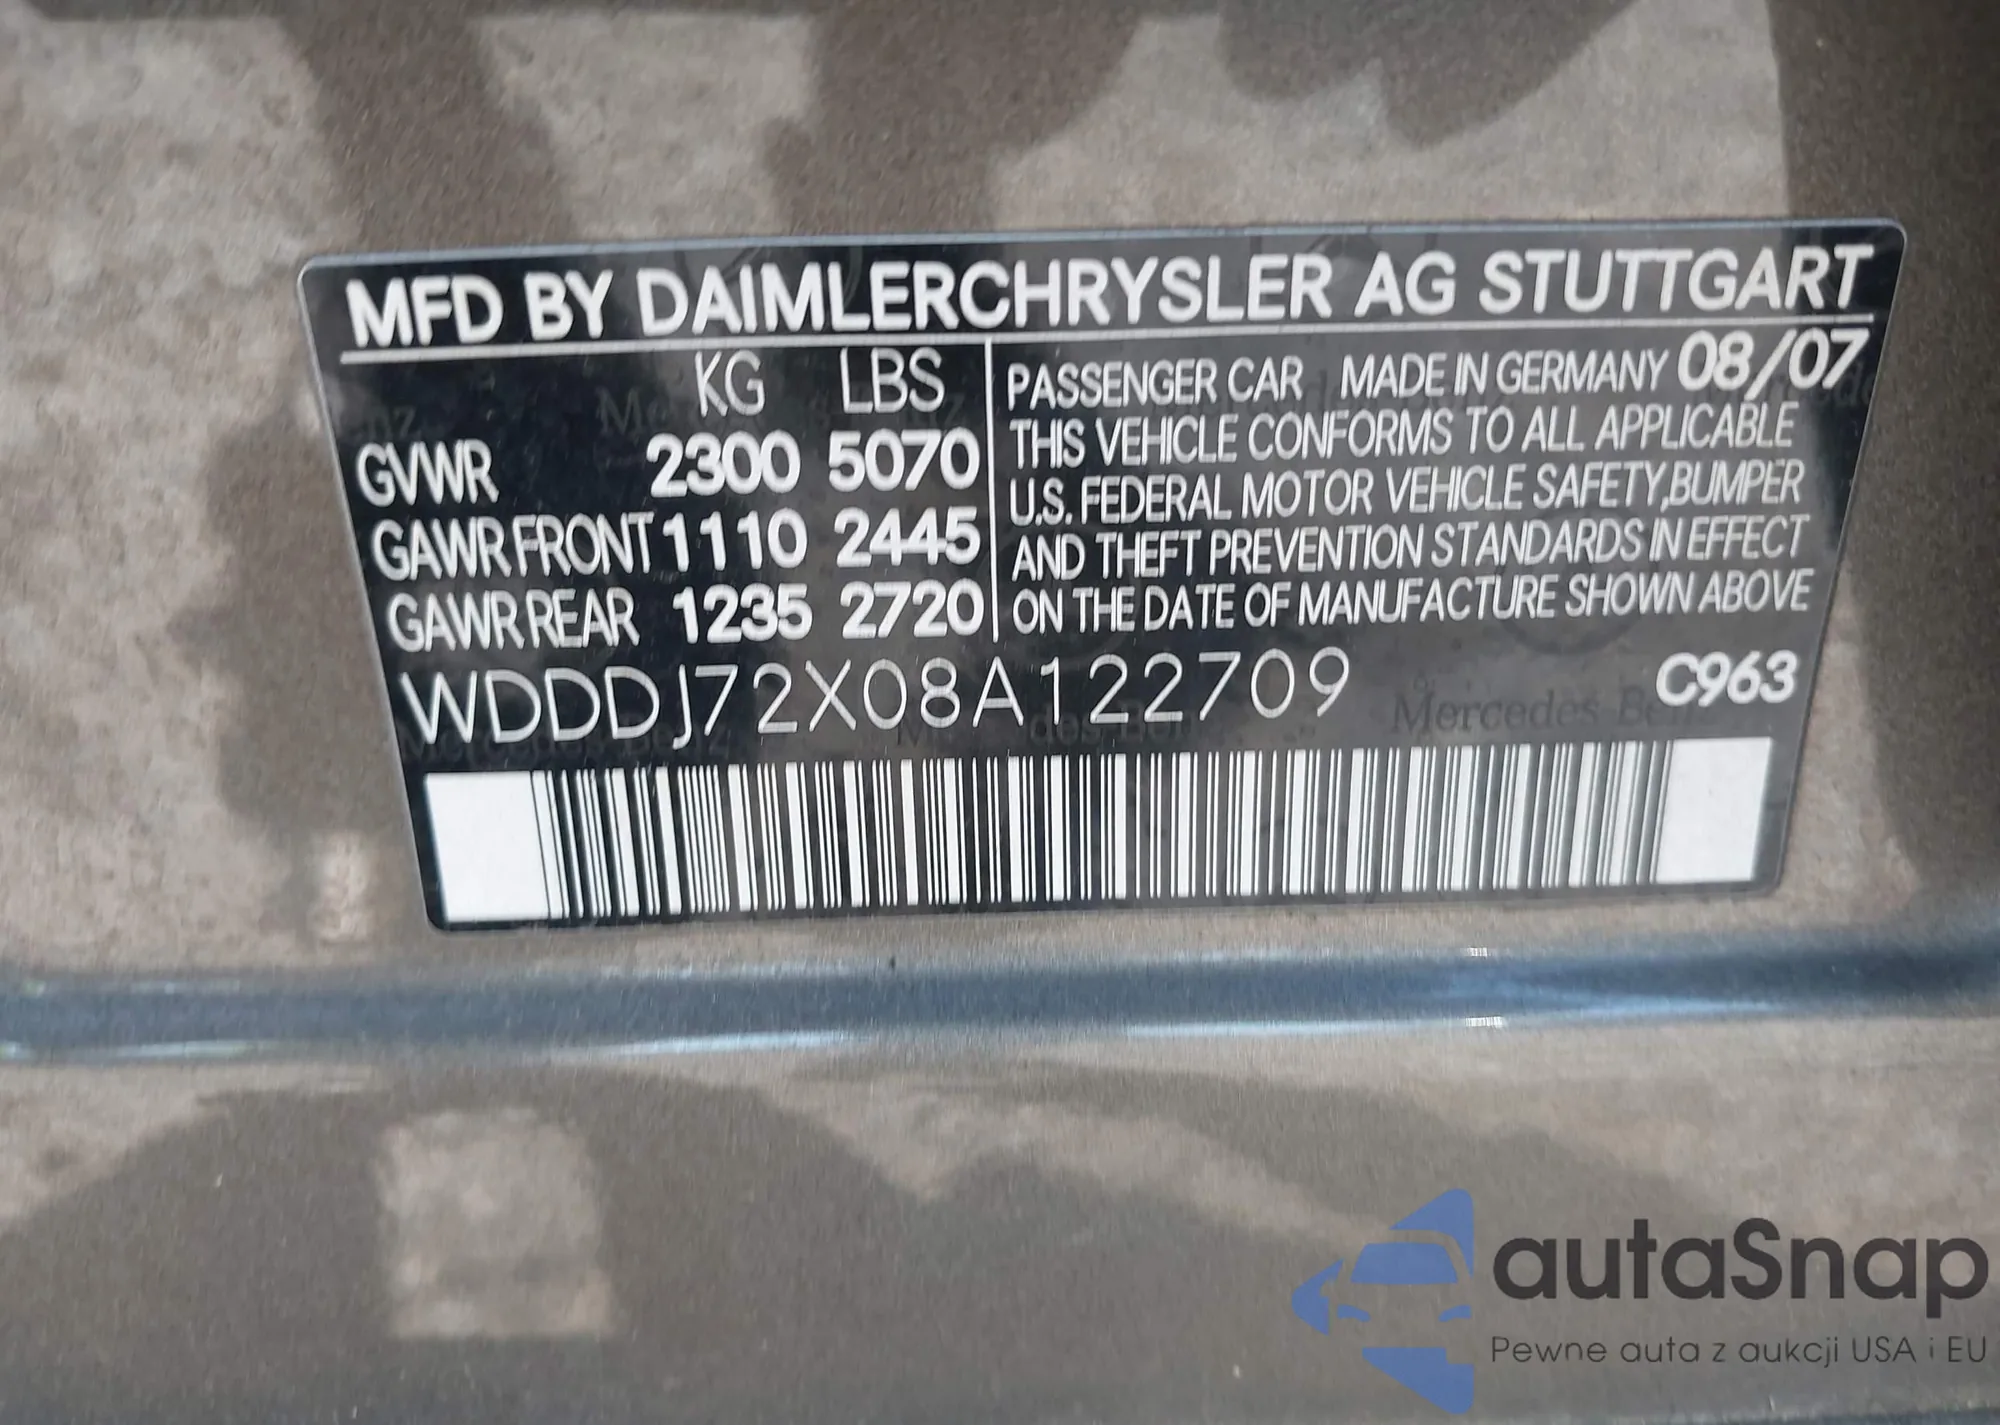 MFD BY DAIMLERCHRYSLER AG STUTTGART
KG LBS
GVWR 2300 5070
GAWR FRONT 1110 2445
GAWR REAR 1235 2720
PASSENGER CAR MADE IN GERMANY 08/07
THIS VEHICLE CONFORMS TO ALL APPLICABLE
U.S. FEDERAL MOTOR VEHICLE SAFETY,BUMPER
AND THEFT PREVENTION STANDARDS IN EFFECT
ON THE DATE OF MANUFACTURE SHOWN ABOVE
WDDDJ72X08A122709 C963
Mercedes Benz
autaSnap
Pewne auta z aukcji USA i EU